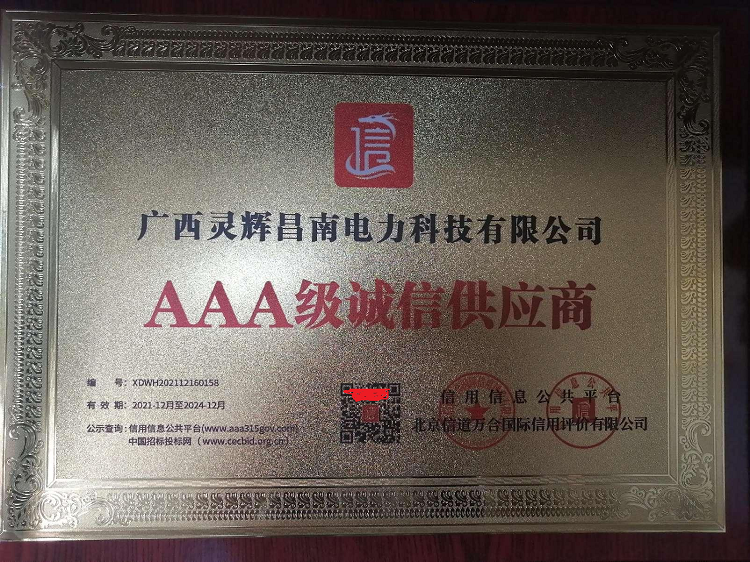 信
广西灵辉昌南电力科技有限公司
AAA级诚信供应商
编 号：XDWH202112160158
有 效 期：2021-12月至2024-12月
公示查询：信用信息公共平台(www.aaa315gov.com)
中国招标投标网（www.cecbid.org.cn）
信用信息公共平台
北京信道万合国际信用评价有限公司